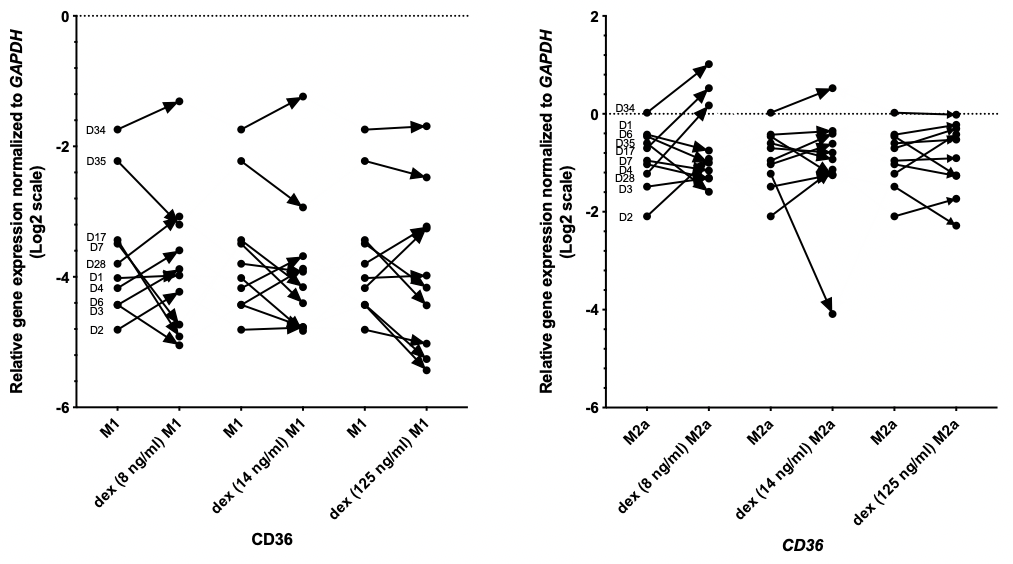 Relative gene expression normalized to GAPDH
(Log2 scale)
0
-2
-4
-6
D34
D35
D17
D7
D28
D1
D4
D6
D3
D2
M1
dex (8 ng/ml) M1
M1
dex (14 ng/ml) M1
M1
dex (125 ng/ml) M1
CD36
Relative gene expression normalized to GAPDH
(Log2 scale)
2
0
-2
-4
-6
D34
D1
D6
D35
D17
D7
D4
D28
D3
D2
M2a
dex (8 ng/ml) M2a
M2a
dex (14 ng/ml) M2a
M2a
dex (125 ng/ml) M2a
CD36